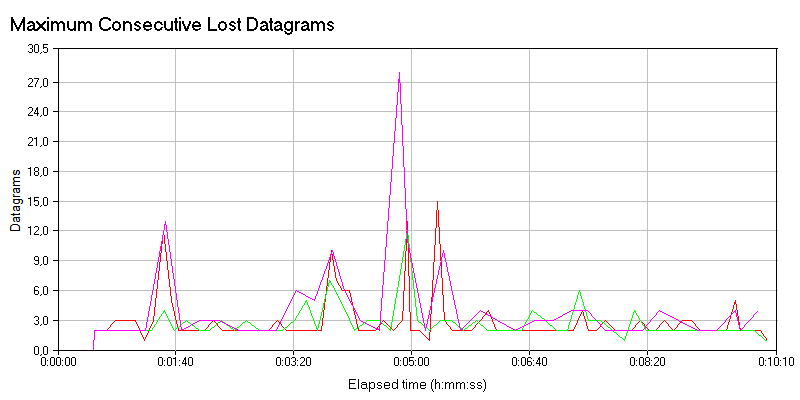 Maximum Consecutive Lost Datagrams
30,5
27,0
24,0
21,0
18,0
15,0
12,0
9,0
6,0
3,0
0,0
Datagrams
0:00:00 0:01:40 0:03:20 0:05:00 0:06:40 0:08:20 0:10:10
Elapsed time (h:mm:ss)